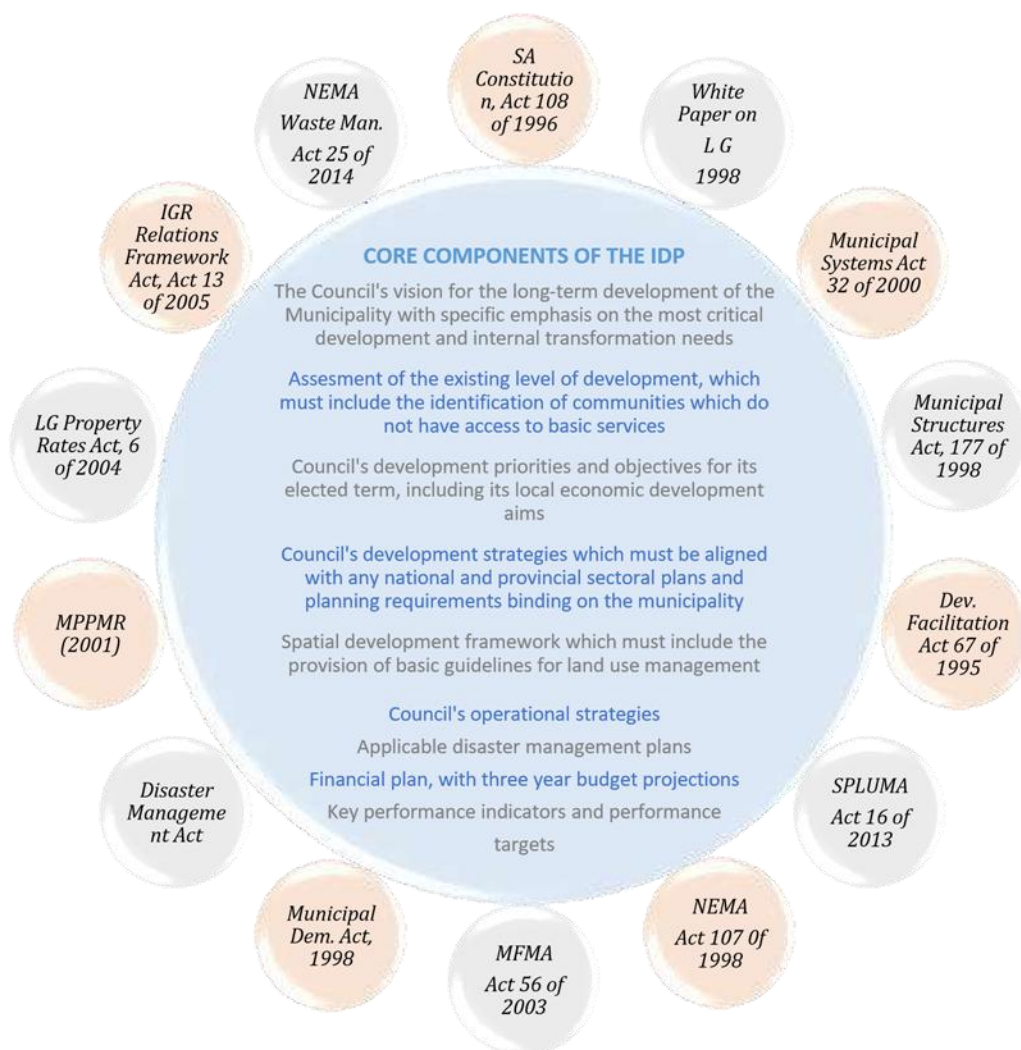 SA
Constitutio
n, Act 108
of 1996
White
Paper on
L G
1998
Municipal
Systems Act
32 of 2000
Municipal
Structures
Act, 177 of
1998
Dev.
Facilitation
Act 67 of
1995
SPLUMA
Act 16 of
2013
NEMA
Act 107 0f
1998
MFMA
Act 56 of
2003
Municipal
Dem. Act,
1998
Disaster
Manageme
nt Act
MPPMR
(2001)
LG Property
Rates Act, 6
of 2004
IGR
Relations
Framework
Act, Act 13
of 2005
NEMA
Waste Man.
Act 25 of
2014
CORE COMPONENTS OF THE IDP
The Council's vision for the long-term development of the
Municipality with specific emphasis on the most critical
development and internal transformation needs
Assesment of the existing level of development, which
must include the identification of communities which do
not have access to basic services
Council's development priorities and objectives for its
elected term, including its local economic development
aims
Council's development strategies which must be aligned
with any national and provincial sectoral plans and
planning requirements binding on the municipality
Spatial development framework which must include the
provision of basic guidelines for land use management
Council's operational strategies
Applicable disaster management plans
Financial plan, with three year budget projections
Key performance indicators and performance
targets